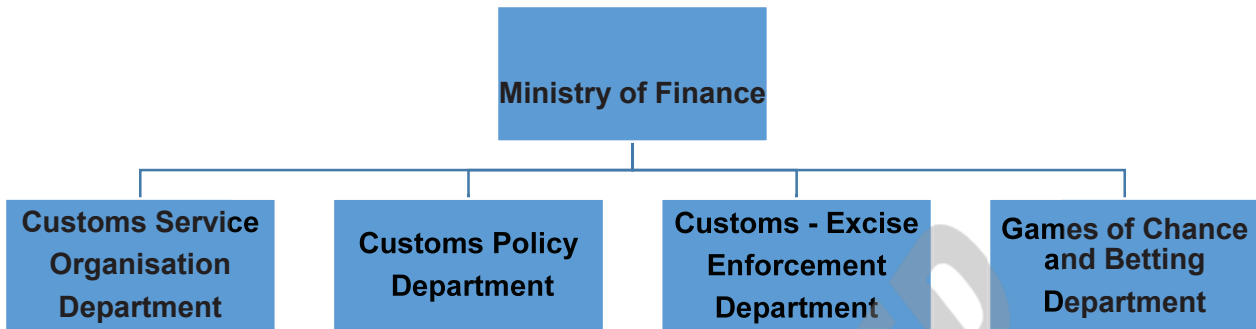 Ministry of Finance
Customs Service
Organisation
Department
Customs Policy
Department
Customs - Excise
Enforcement
Department
Games of Chance
and Betting
Department